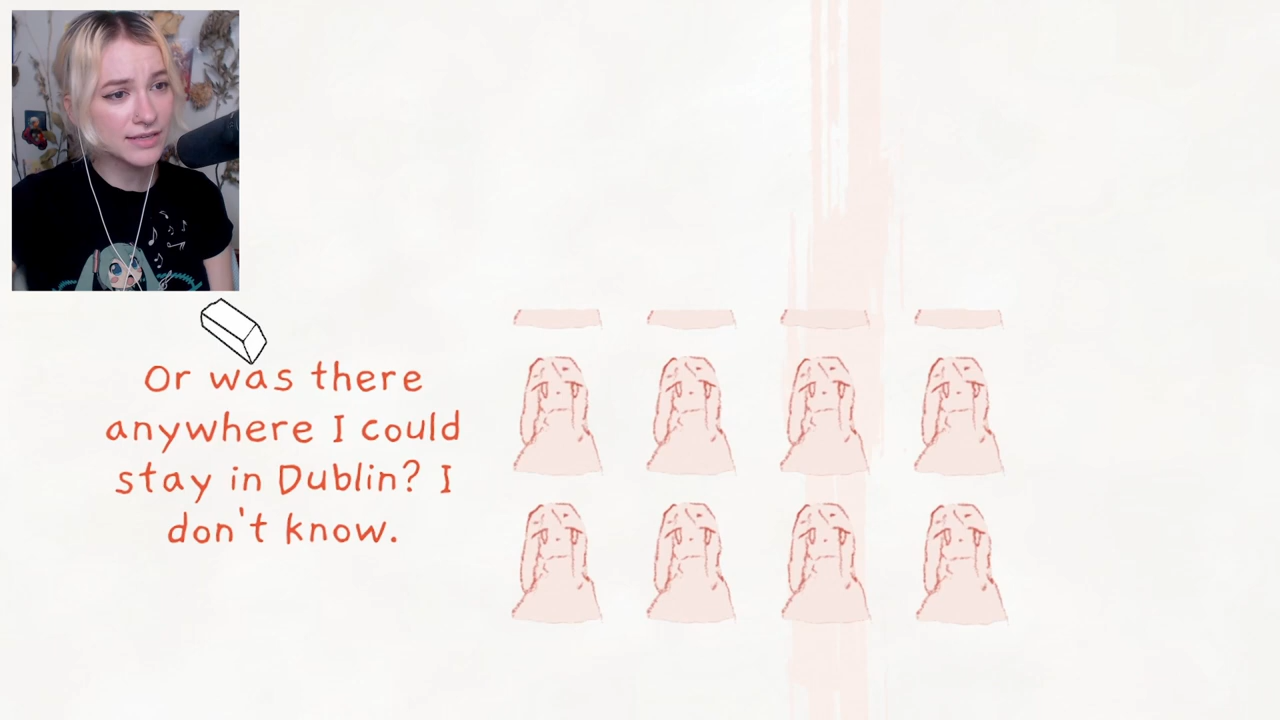 Or was there
anywhere I could
stay in Dublin? I
don't know.